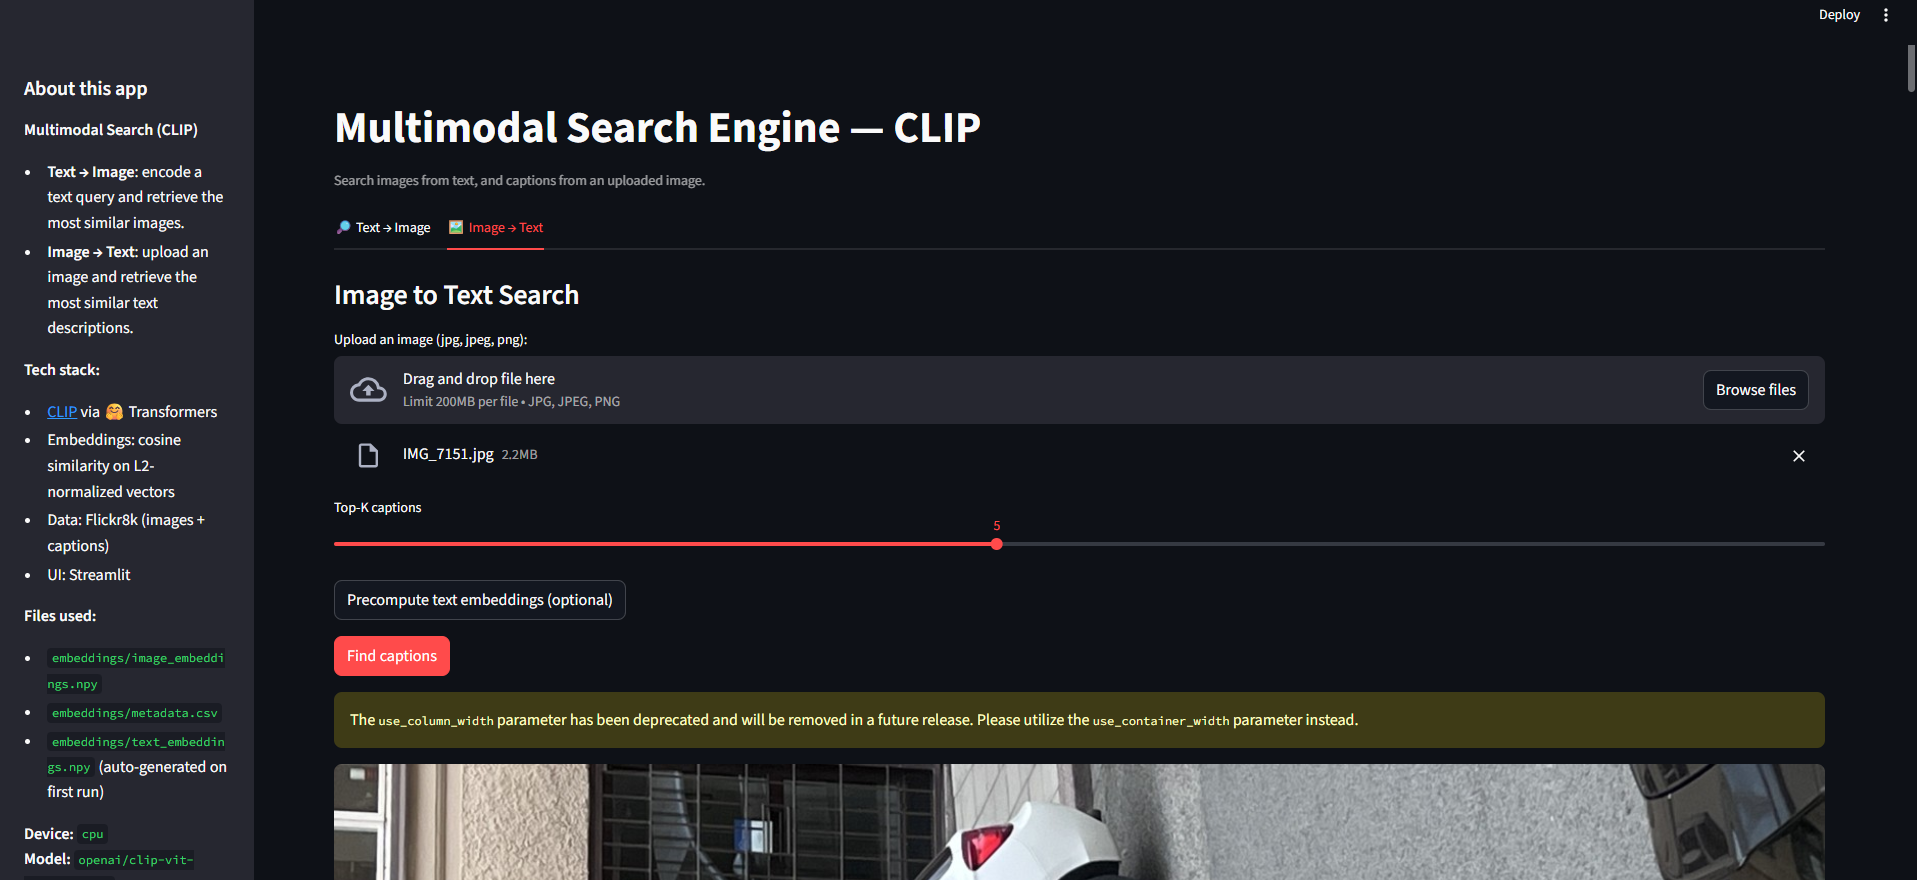 Deploy
About this app
Multimodal Search (CLIP)
Text → Image: encode a
text query and retrieve the
most similar images.
Image → Text: upload an
image and retrieve the
most similar text
descriptions.
Tech stack:
CLIP via 🤗 Transformers
Embeddings: cosine
similarity on L2-
normalized vectors
Data: Flickr8k (images +
captions)
UI: Streamlit
Files used:
embeddings/image_embeddi
ngs.npy
embeddings/metadata.csv
embeddings/text_embeddin
gs.npy (auto-generated on
first run)
Device: cpu
Model: openai/clip-vit-
Multimodal Search Engine — CLIP
Search images from text, and captions from an uploaded image.
🔎 Text → Image 🖼️ Image → Text
Image to Text Search
Upload an image (jpg, jpeg, png):
Drag and drop file here
Limit 200MB per file • JPG, JPEG, PNG
Browse files
IMG_7151.jpg 2.2MB
Top-K captions
5
Precompute text embeddings (optional)
Find captions
The use_column_width parameter has been deprecated and will be removed in a future release. Please utilize the use_container_width parameter instead.